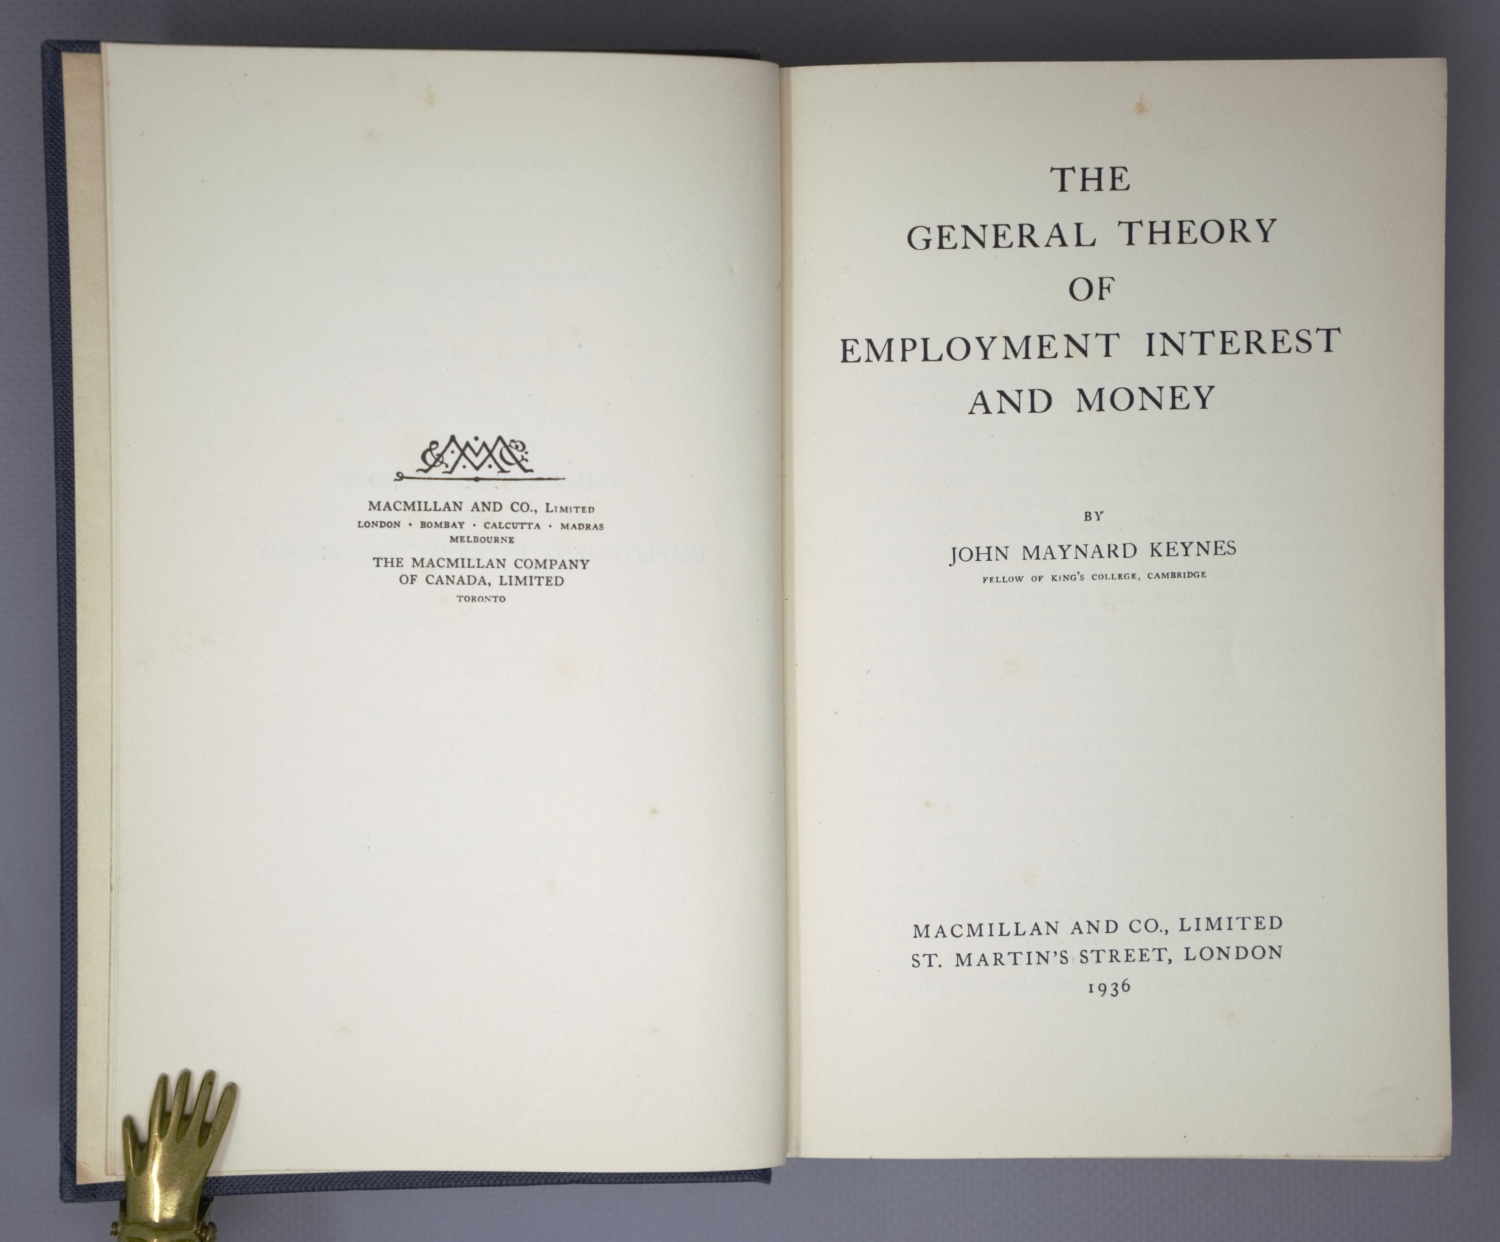 MACMILLAN AND CO., LIMITED
LONDON · BOMBAY · CALCUTTA · MADRAS
MELBOURNE
THE MACMILLAN COMPANY
OF CANADA, LIMITED
TORONTO
THE
GENERAL THEORY
OF
EMPLOYMENT INTEREST
AND MONEY
BY
JOHN MAYNARD KEYNES
FELLOW OF KING'S COLLEGE, CAMBRIDGE
MACMILLAN AND CO., LIMITED
ST. MARTIN'S STREET, LONDON
1936